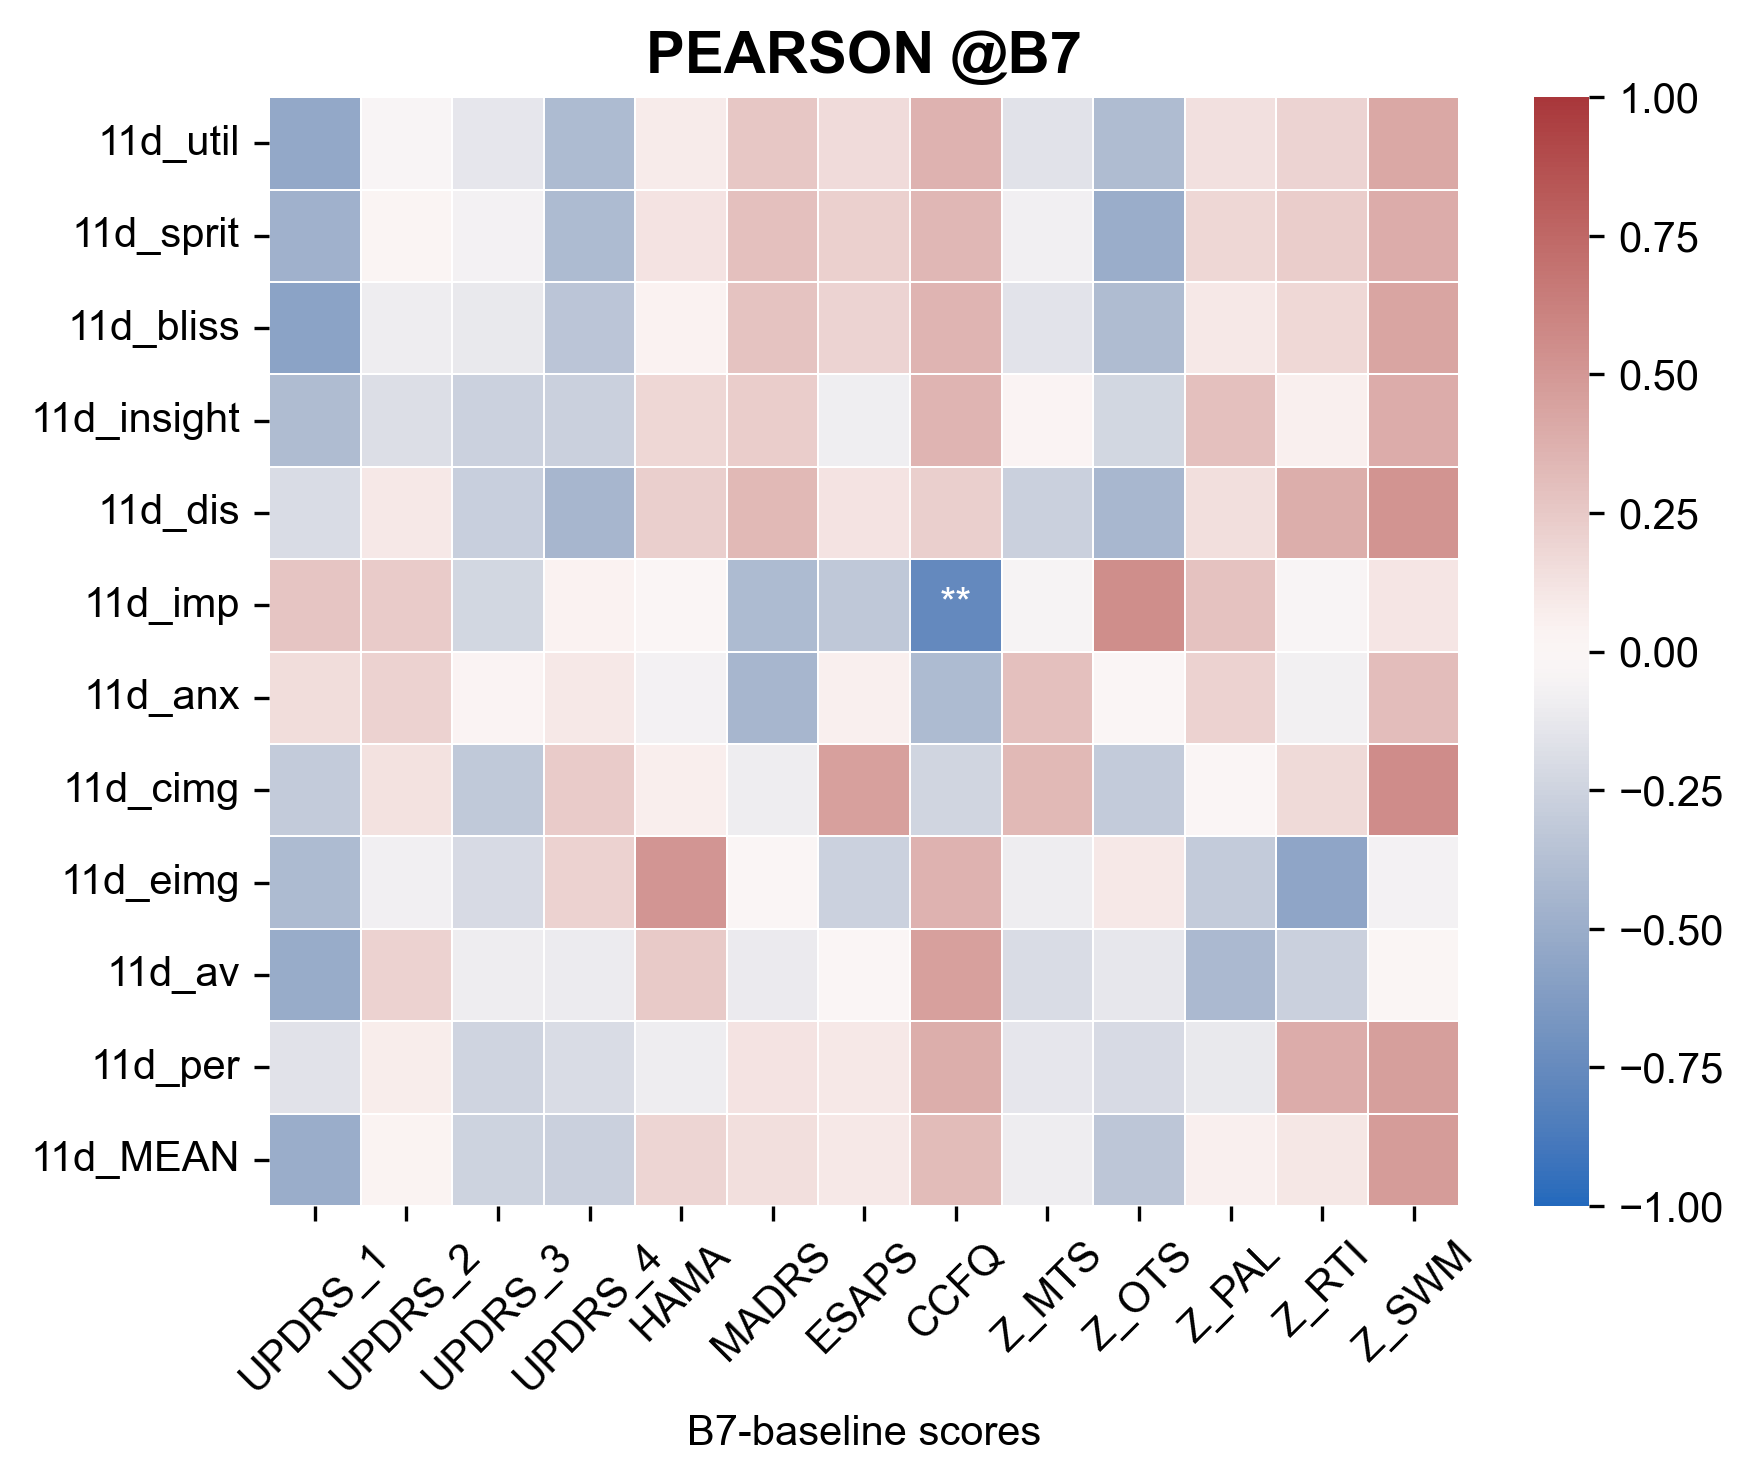 PEARSON @B7
11d_util
11d_sprit
11d_bliss
11d_insight
11d_dis
11d_imp
11d_anx
11d_cimg
11d_eimg
11d_av
11d_per
11d_MEAN
**
1.00
0.75
0.50
0.25
0.00
−0.25
−0.50
−0.75
−1.00
UPDRS_1
UPDRS_2
UPDRS_3
UPDRS_4
HAMA
MADRS
ESAPS
CCFQ
Z_MTS
Z_OTS
Z_PAL
Z_RTI
Z_SWM
B7-baseline scores